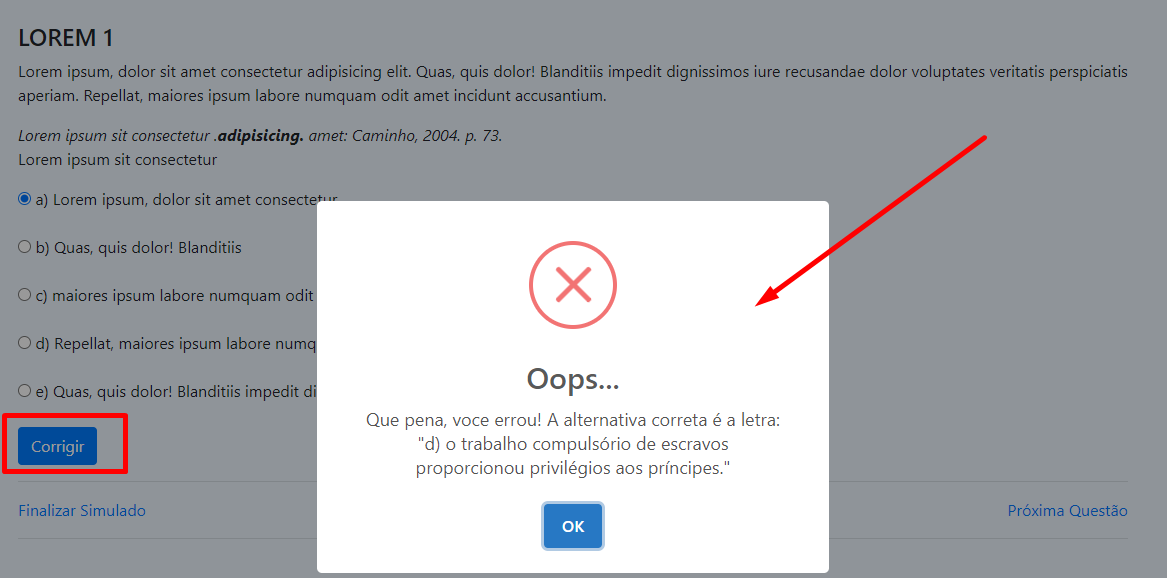 LOREM 1
Lorem ipsum, dolor sit amet consectetur adipisicing elit. Quas, quis dolor! Blanditiis impedit dignissimos iure recusandae dolor voluptates veritatis perspiciatis
aperiam. Repellat, maiores ipsum labore numquam odit amet incidunt accusantium.
Lorem ipsum sit consectetur .adipisicing. amet: Caminho, 2004. p. 73.
Lorem ipsum sit consectetur
a) Lorem ipsum, dolor sit amet consectetur
b) Quas, quis dolor! Blanditiis
c) maiores ipsum labore numquam odit
d) Repellat, maiores ipsum labore numq
e) Quas, quis dolor! Blanditiis impedit di
Corrigir
Finalizar Simulado
Próxima Questão
Oops...
Que pena, voce errou! A alternativa correta é a letra:
"d) o trabalho compulsório de escravos
proporcionou privilégios aos príncipes."
OK